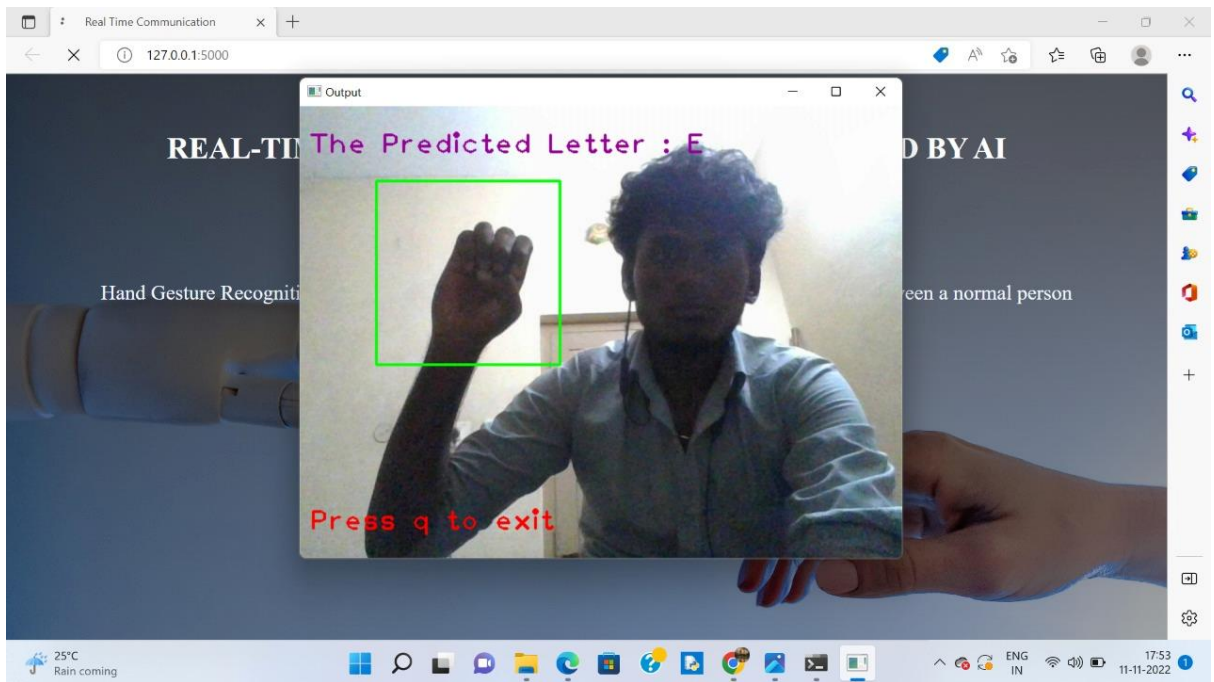 Real Time Communication
127.0.0.1:5000
Output
The Predicted Letter : E
REAL-TI
D BY AI
Hand Gesture Recogniti
een a normal person
Press q to exit
25°C
Rain coming
ENG
IN
17:53
11-11-2022
1